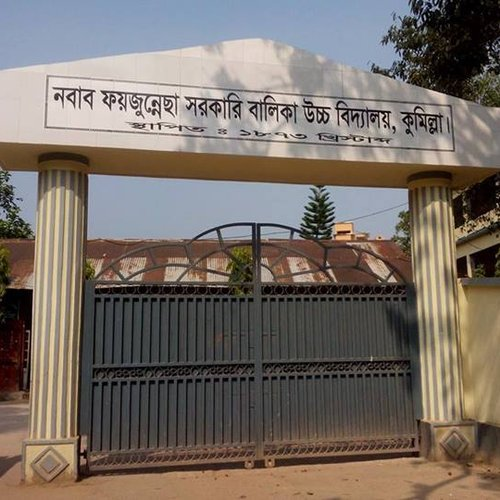 নবাব ফয়জুন্নেছা সরকারি বালিকা উচ্চ বিদ্যালয়, কুমিল্লা।
স্থাপিত ঃ ১৮৭৩ খ্রিস্টাব্দ